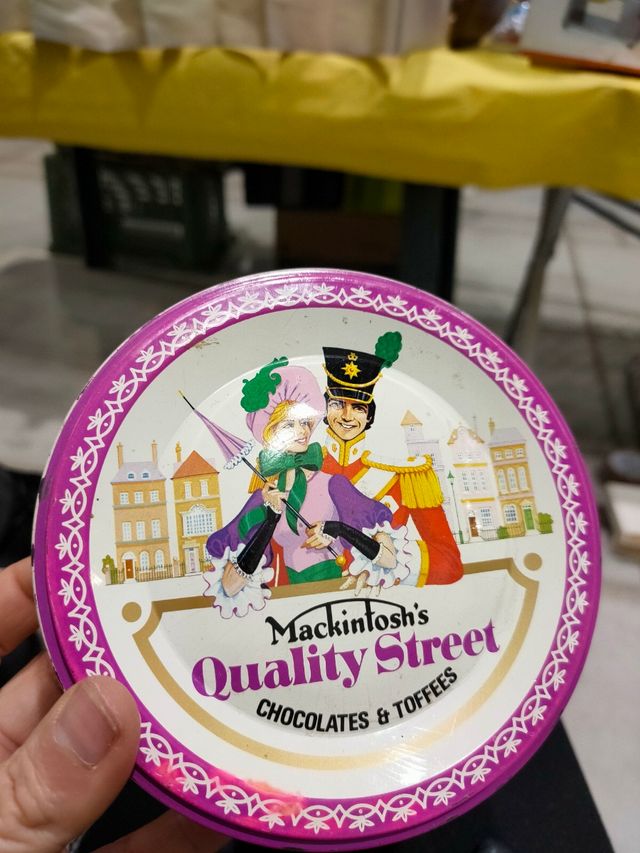 Mackintosh's
Quality Street
CHOCOLATES & TOFFEES